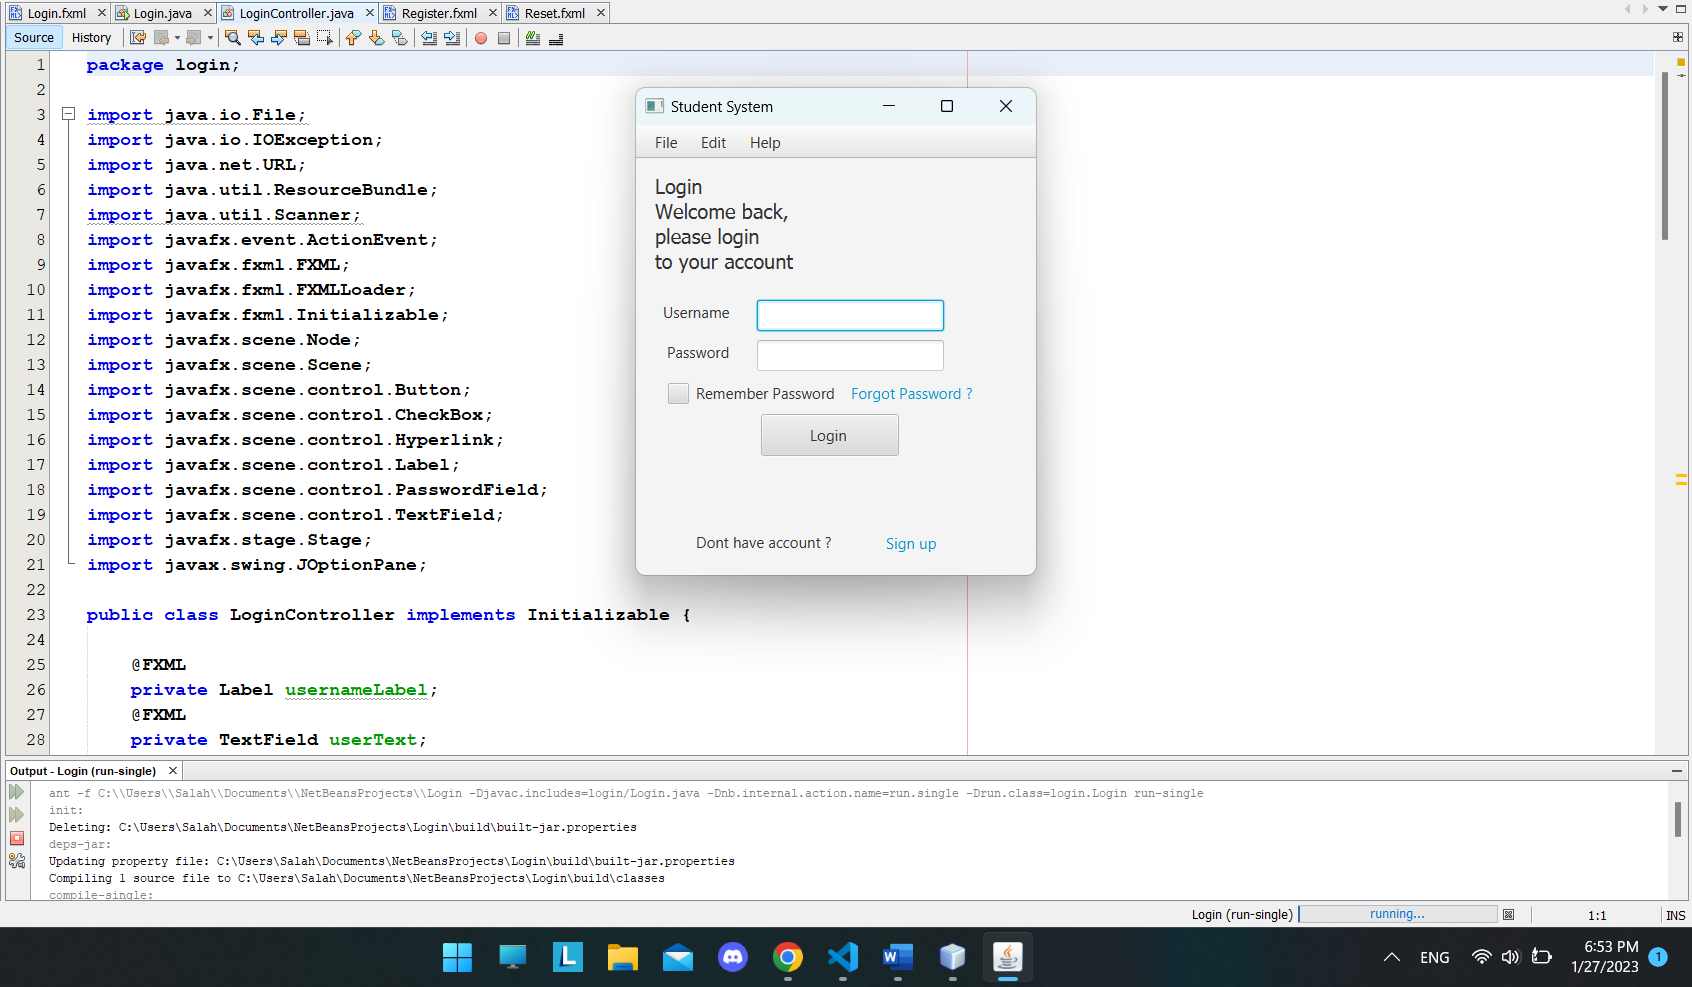 Login.fxml Login.java LoginController.java Register.fxml Reset.fxml
Source History
1 package login;
2
3 import java.io.File;
4 import java.io.IOException;
5 import java.net.URL;
6 import java.util.ResourceBundle;
7 import java.util.Scanner;
8 import javafx.event.ActionEvent;
9 import javafx.fxml.FXML;
10 import javafx.fxml.FXMLLoader;
11 import javafx.fxml.Initializable;
12 import javafx.scene.Node;
13 import javafx.scene.Scene;
14 import javafx.scene.control.Button;
15 import javafx.scene.control.CheckBox;
16 import javafx.scene.control.Hyperlink;
17 import javafx.scene.control.Label;
18 import javafx.scene.control.PasswordField;
19 import javafx.scene.control.TextField;
20 import javafx.stage.Stage;
21 import javax.swing.JOptionPane;
22
23 public class LoginController implements Initializable {
24
25 @FXML
26 private Label usernameLabel;
27 @FXML
28 private TextField userText;
Student System
File Edit Help
Login
Welcome back,
please login
to your account
Username
Password
Remember Password Forgot Password ?
Login
Dont have account ? Sign up
Output - Login (run-single)
ant -f C:\\Users\\Salah\\Documents\\NetBeansProjects\\Login -Djavac.includes=login/Login.java -Dnb.internal.action.name=run.single -Drun.class=login.Login run-single
init:
Deleting: C:\Users\Salah\Documents\NetBeansProjects\Login\build\built-jar.properties
deps-jar:
Updating property file: C:\Users\Salah\Documents\NetBeansProjects\Login\build\built-jar.properties
Compiling 1 source file to C:\Users\Salah\Documents\NetBeansProjects\Login\build\classes
compile-single:
Login (run-single) running... 1:1 INS
L W ENG 6:53 PM 1
1/27/2023